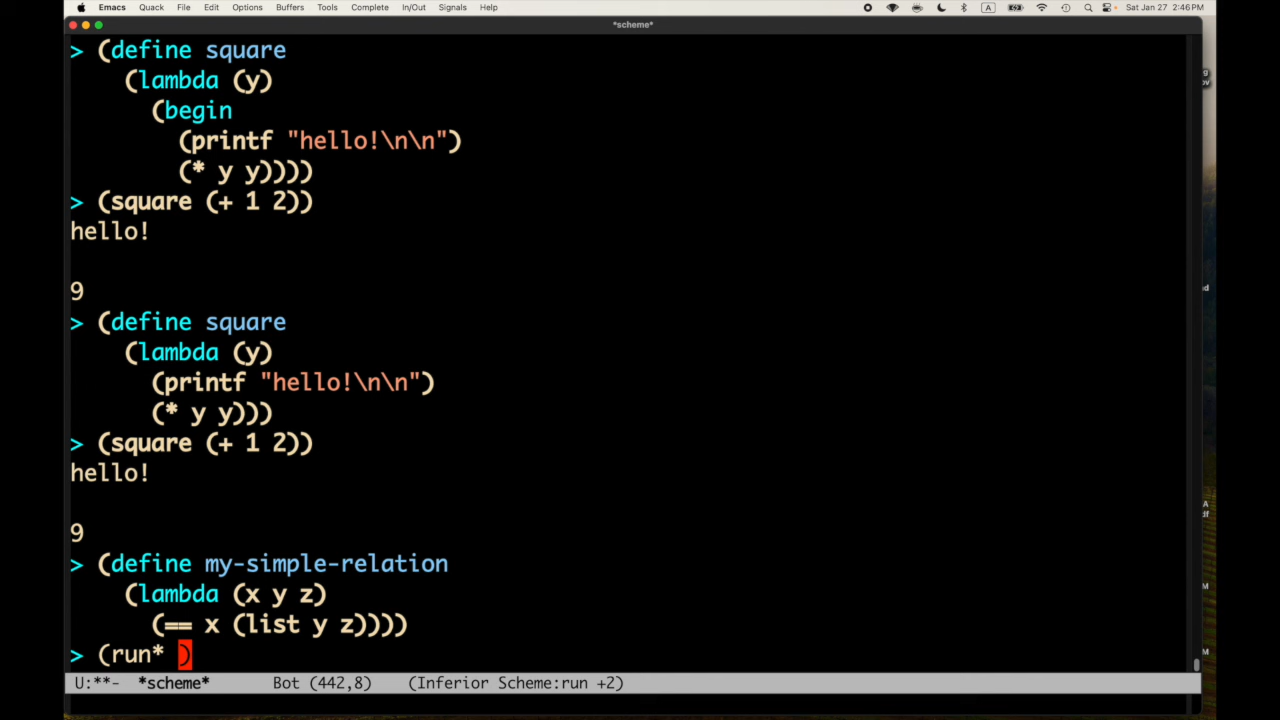 Emacs Quack File Edit Options Buffers Tools Complete In/Out Signals Help A Sat Jan 27 2:46 PM
*scheme*
> (define square
(lambda (y)
(begin
(printf "hello!\n\n")
(* y y))))
> (square (+ 1 2))
hello!
9
> (define square
(lambda (y)
(printf "hello!\n\n")
(* y y)))
> (square (+ 1 2))
hello!
9
> (define my-simple-relation
(lambda (x y z)
(== x (list y z))))
> (run* )
U:**- *scheme* Bot (442,8) (Inferior Scheme:run +2)